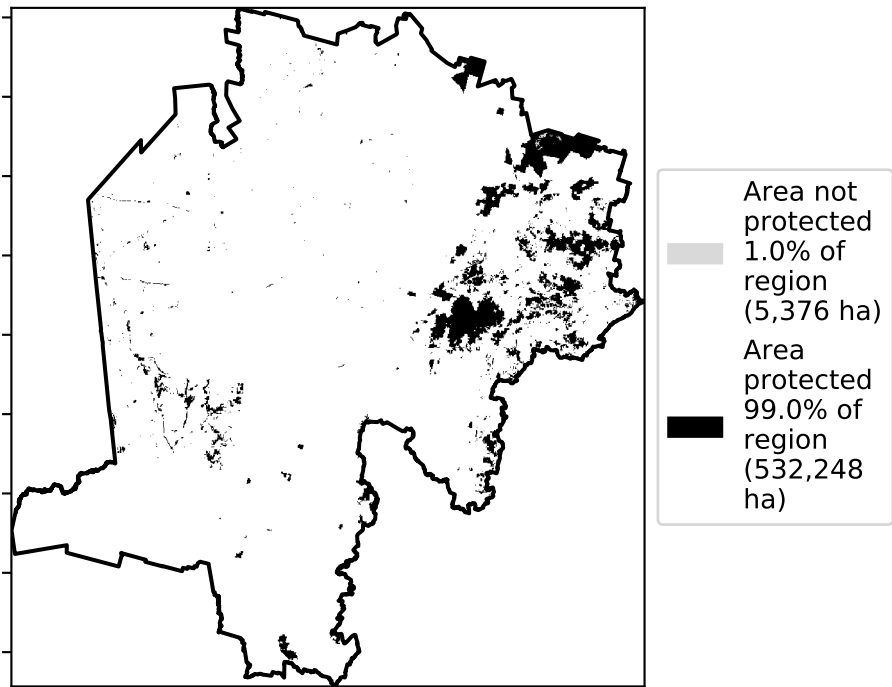 Area not
protected
1.0% of
region
(5,376 ha)
Area
protected
99.0% of
region
(532,248
ha)